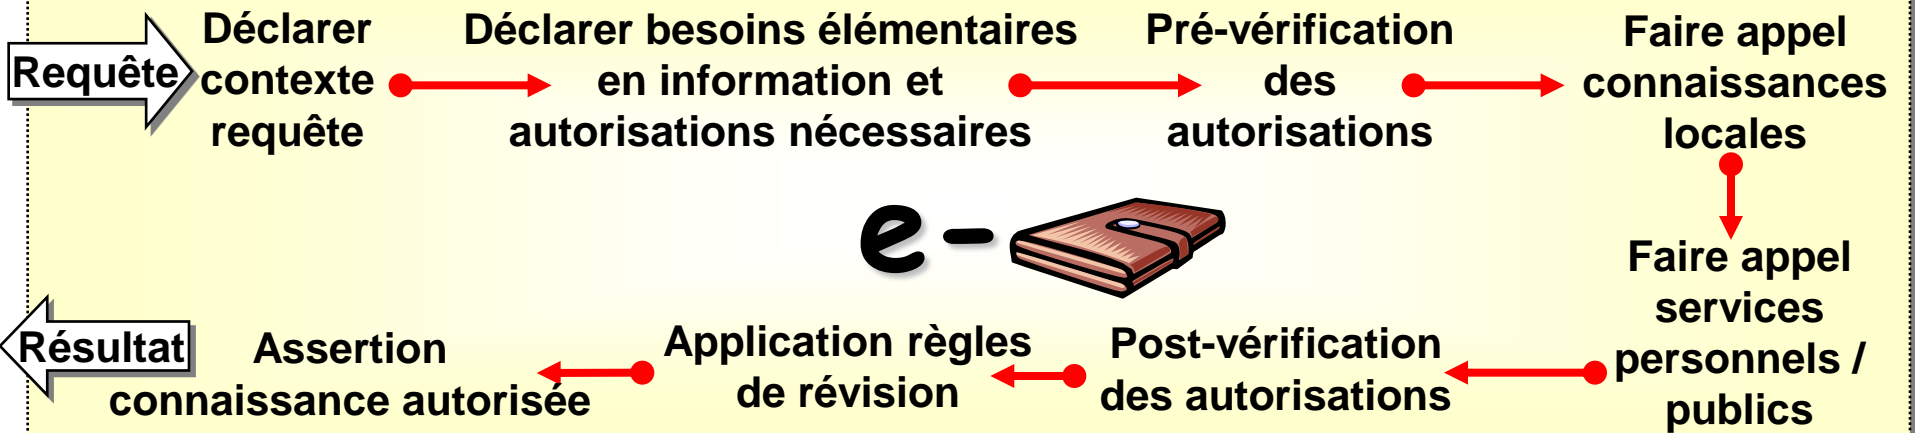 Requête
Déclarer
contexte
requête
Déclarer besoins élémentaires
en information et
autorisations nécessaires
Pré-vérification
des
autorisations
Faire appel
connaissances
locales
e-
Faire appel
services
personnels /
publics
Post-vérification
des autorisations
Application règles
de révision
Assertion
connaissance autorisée
Résultat